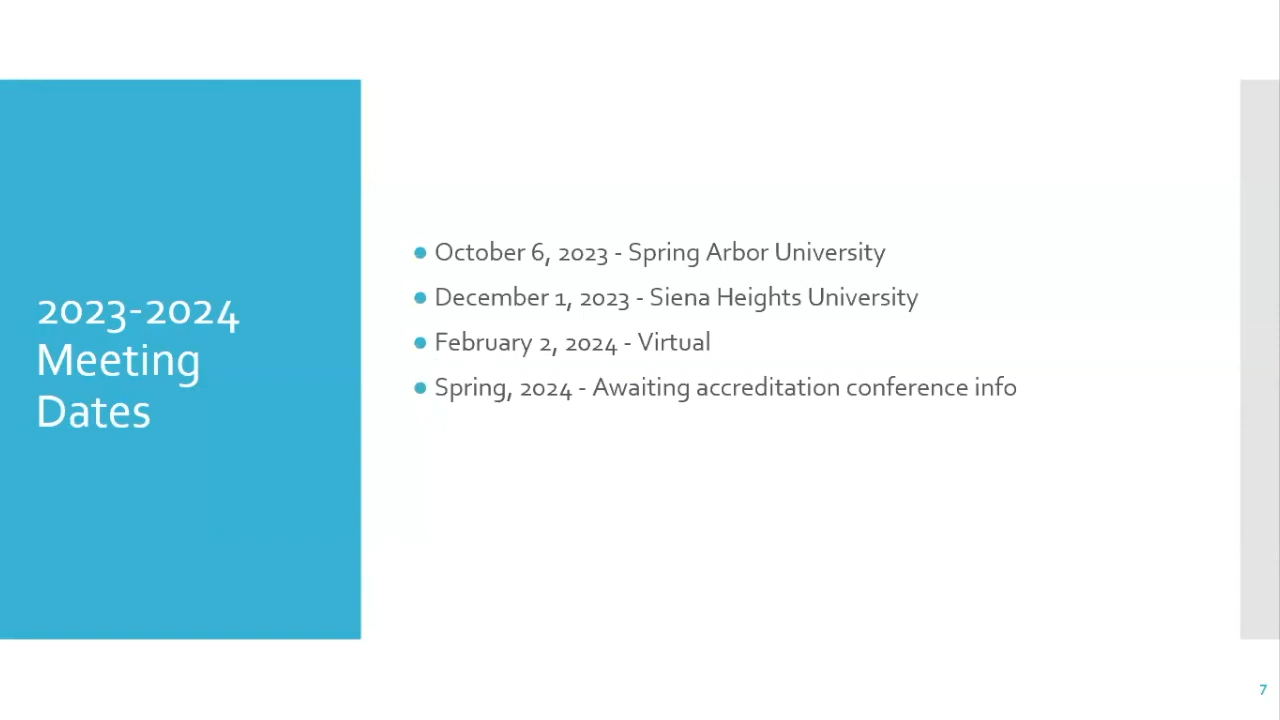 2023-2024
Meeting
Dates
● October 6, 2023 - Spring Arbor University
● December 1, 2023 - Siena Heights University
● February 2, 2024 - Virtual
● Spring, 2024 - Awaiting accreditation conference info
7